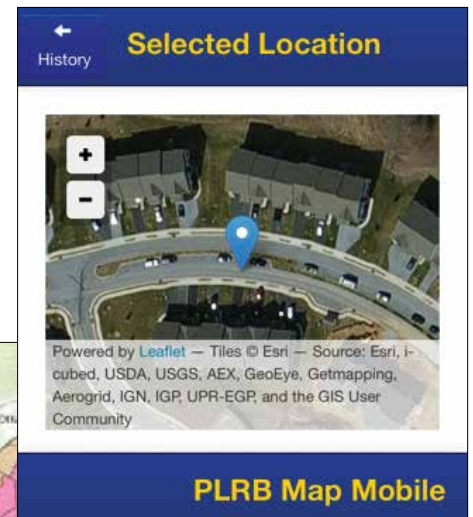 ←
History
Selected Location
+
−
Powered by Leaflet — Tiles © Esri — Source: Esri, i-
cubed, USDA, USGS, AEX, GeoEye, Getmapping,
Aerogrid, IGN, IGP, UPR-EGP, and the GIS User
Community
PLRB Map Mobile